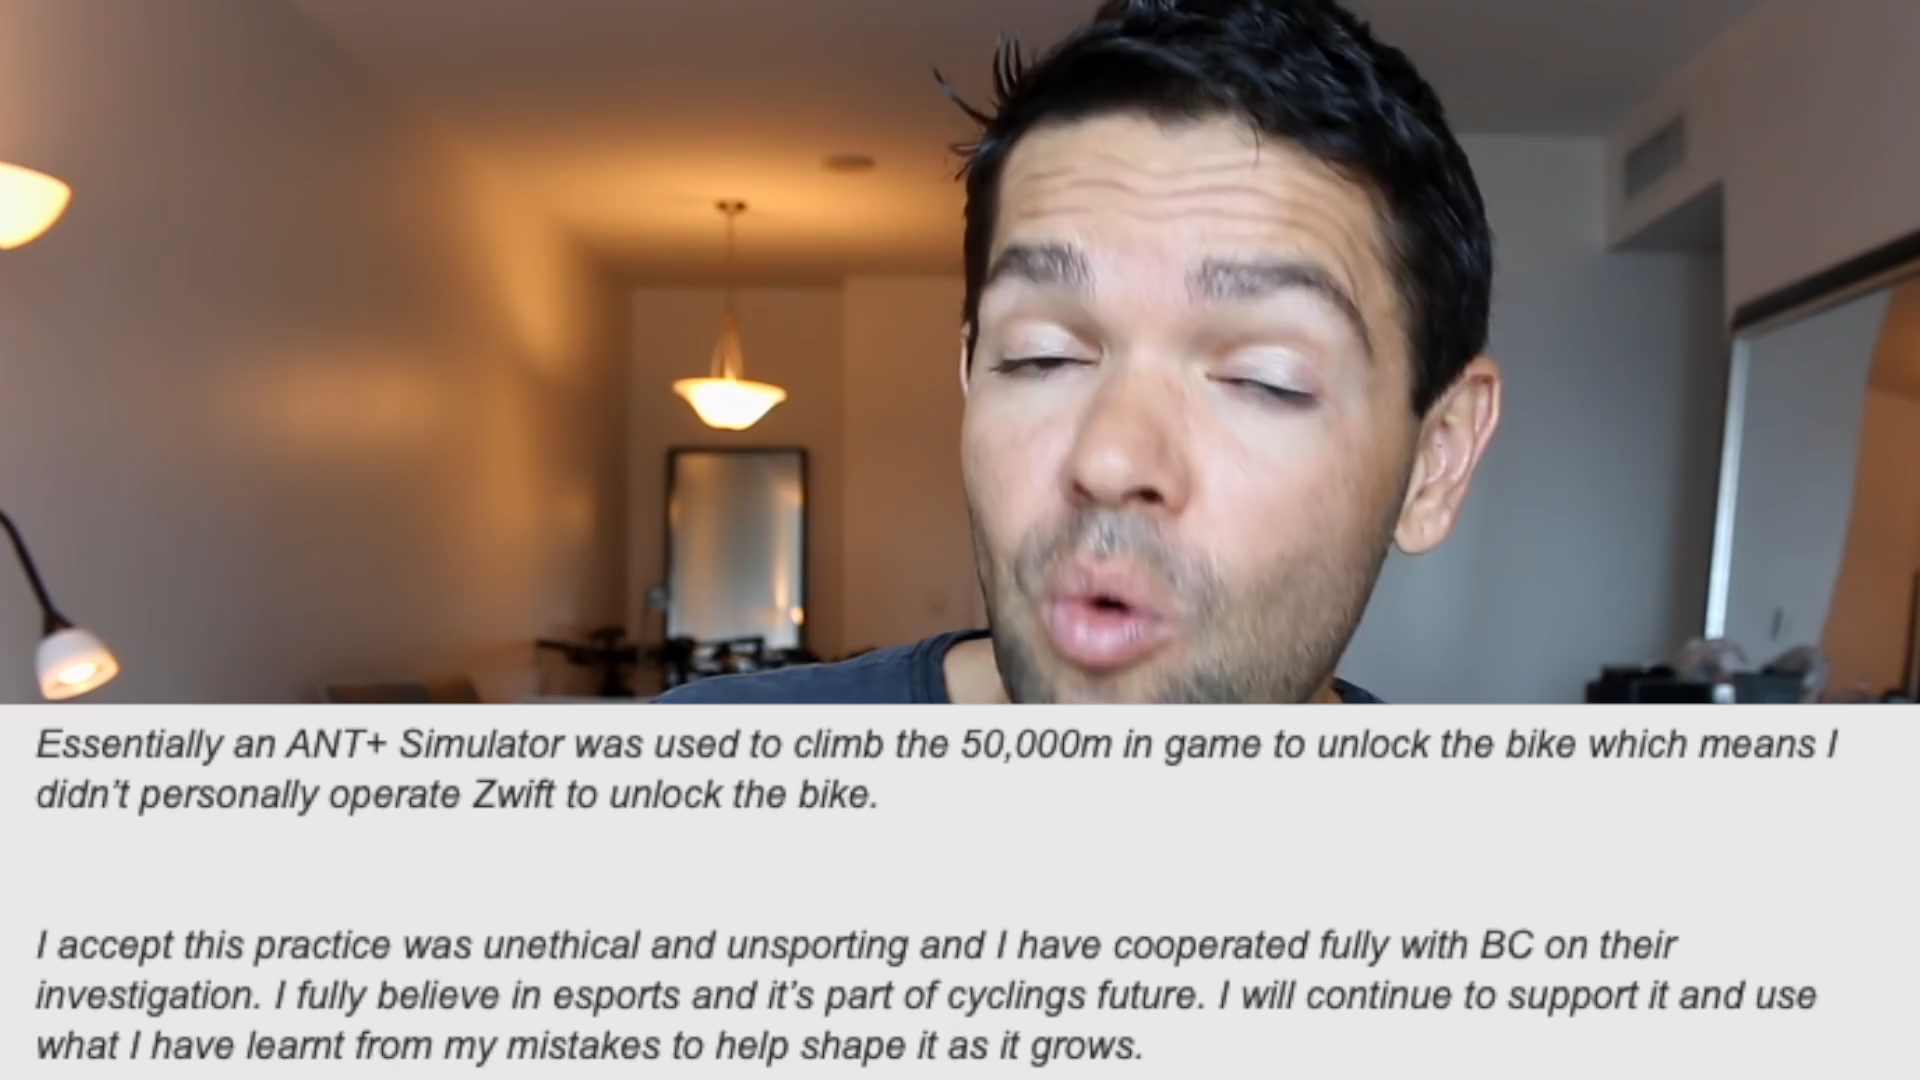 Essentially an ANT+ Simulator was used to climb the 50,000m in game to unlock the bike which means I
didn't personally operate Zwift to unlock the bike.
I accept this practice was unethical and unsporting and I have cooperated fully with BC on their
investigation. I fully believe in esports and it's part of cyclings future. I will continue to support it and use
what I have learnt from my mistakes to help shape it as it grows.